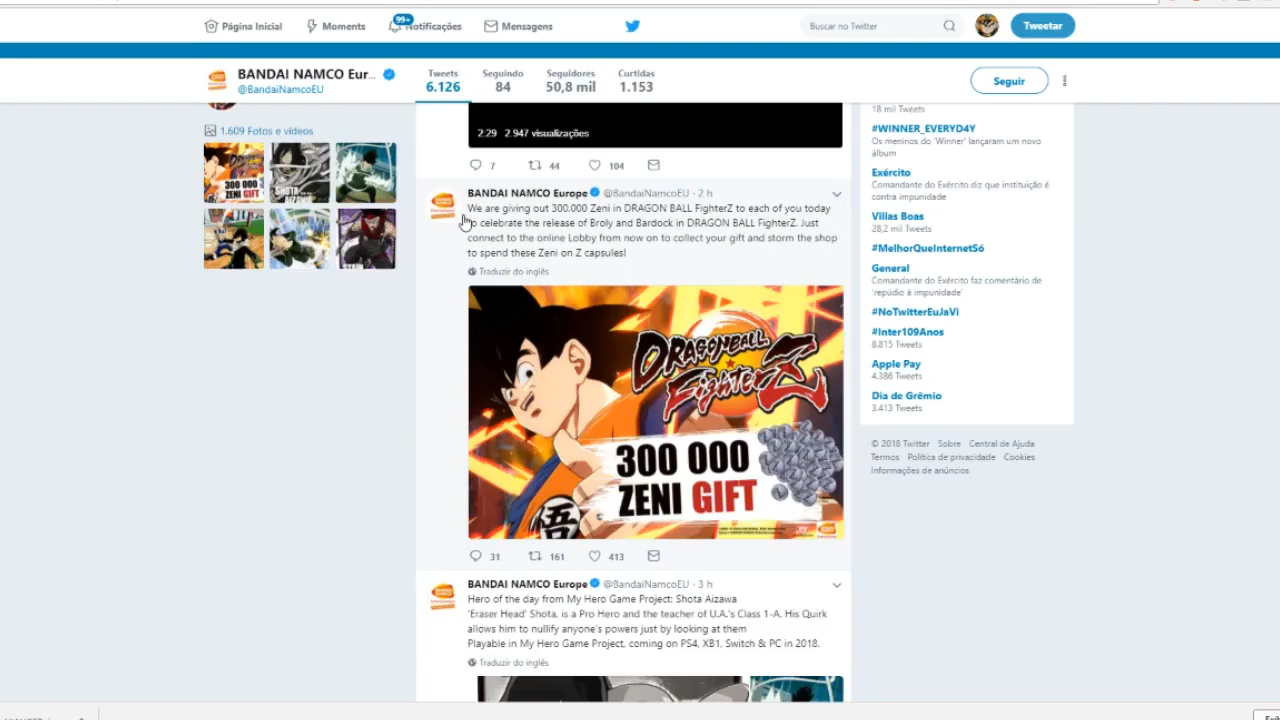 Página Inicial
Moments
99+
Notificações
Mensagens
Buscar no Twitter
Tweetar
BANDAI NAMCO Eur...
@BandaiNamcoEU
Tweets
6.126
Seguindo
84
Seguidores
50,8 mil
Curtidas
1.153
Seguir
1.609 Fotos e vídeos
300 000
ZENI GIFT
SHOTA
2:29 2 947 visualizações
7 44 104
BANDAI NAMCO Europe @BandaiNamcoEU · 2 h
We are giving out 300.000 Zeni in DRAGON BALL FighterZ to each of you today
to celebrate the release of Broly and Bardock in DRAGON BALL FighterZ. Just
connect to the online Lobby from now on to collect your gift and storm the shop
to spend these Zeni on Z capsules!
Traduzir do inglês
DRAGONBALL
FighterZ
300 000
ZENI GIFT
悟
31 161 413
BANDAI NAMCO Europe @BandaiNamcoEU · 3 h
Hero of the day from My Hero Game Project: Shota Aizawa
'Eraser Head' Shota, is a Pro Hero and the teacher of U.A.'s Class 1-A. His Quirk
allows him to nullify anyone's powers just by looking at them
Playable in My Hero Game Project, coming on PS4, XB1, Switch & PC in 2018.
Traduzir do inglês
18 mil Tweets
#WINNER_EVERYD4Y
Os meninos do 'Winner' lançaram um novo
álbum
Exército
Comandante do Exército diz que instituição é
contra impunidade
Villas Boas
28,2 mil Tweets
#MelhorQueInternetSó
General
Comandante do Exército faz comentário de
'repúdio à impunidade'
#NoTwitterEuJaVi
#Inter109Anos
8.815 Tweets
Apple Pay
4.386 Tweets
Dia de Grêmio
3.413 Tweets
© 2018 Twitter Sobre Central de Ajuda
Termos Política de privacidade Cookies
Informações de anúncios